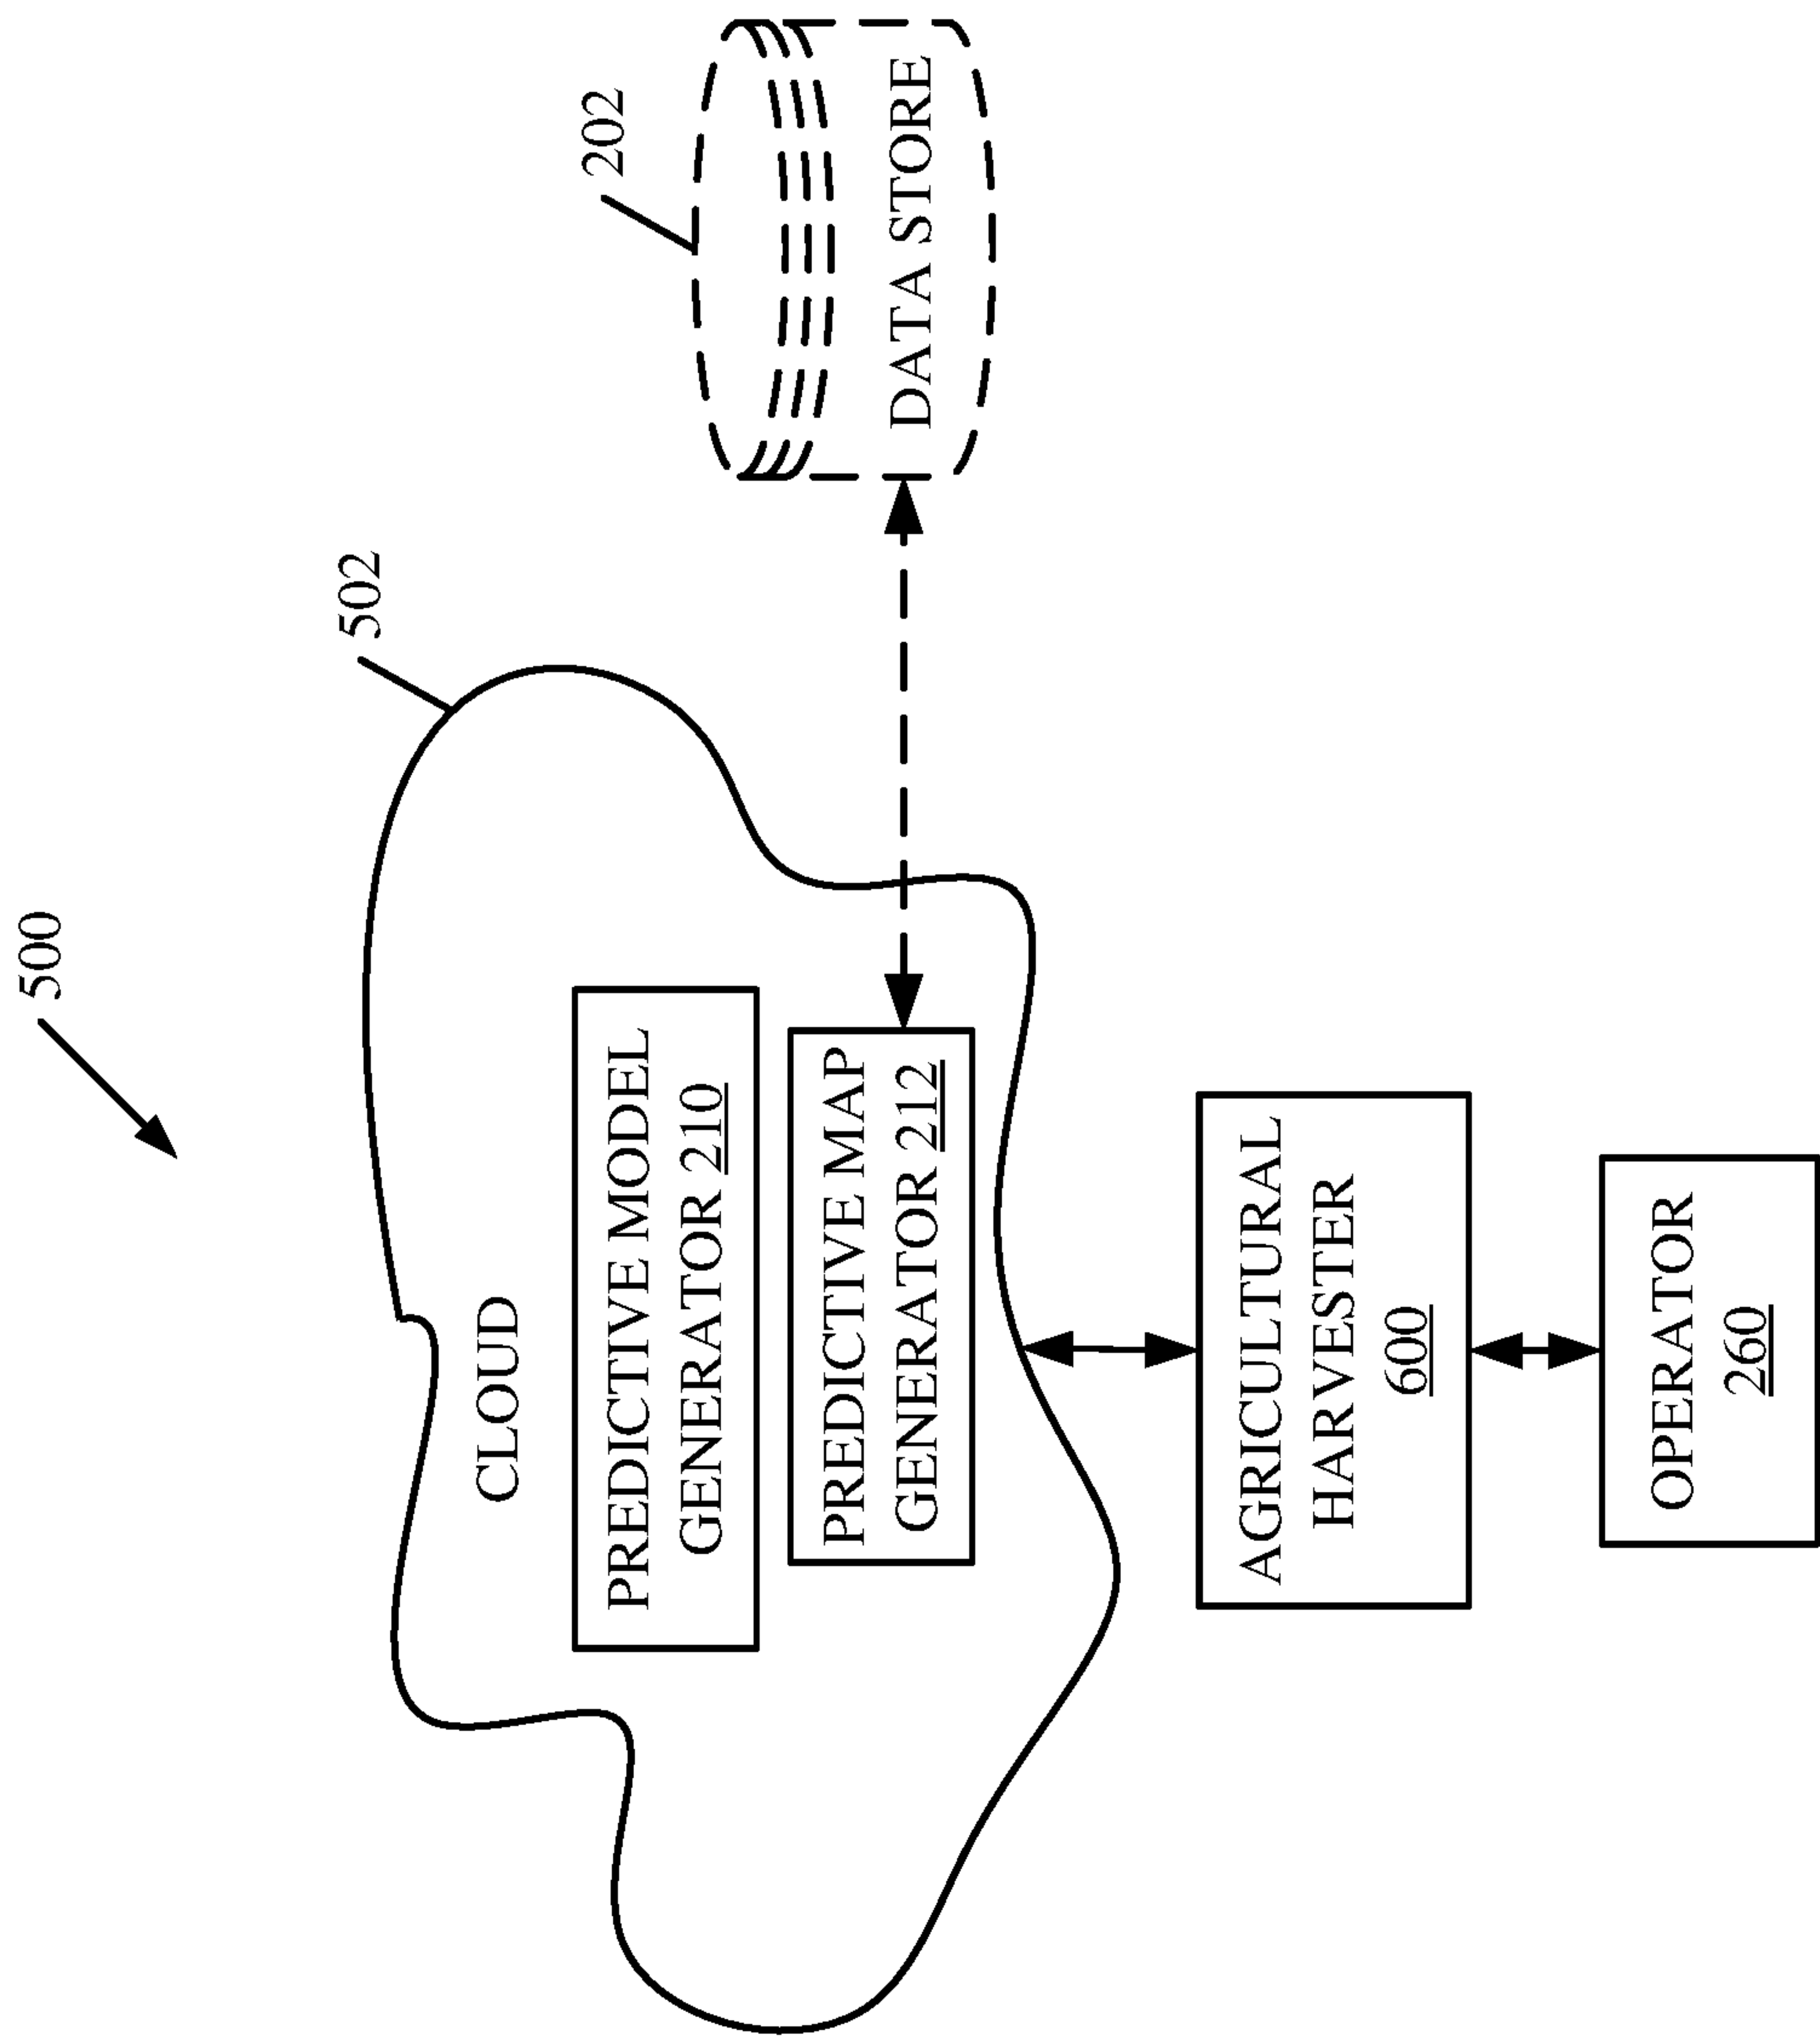 500
502
202
CLOUD
PREDICTIVE MODEL
GENERATOR 210
PREDICTIVE MAP
GENERATOR 212
DATA STORE
AGRICULTURAL
HARVESTER
600
OPERATOR
260